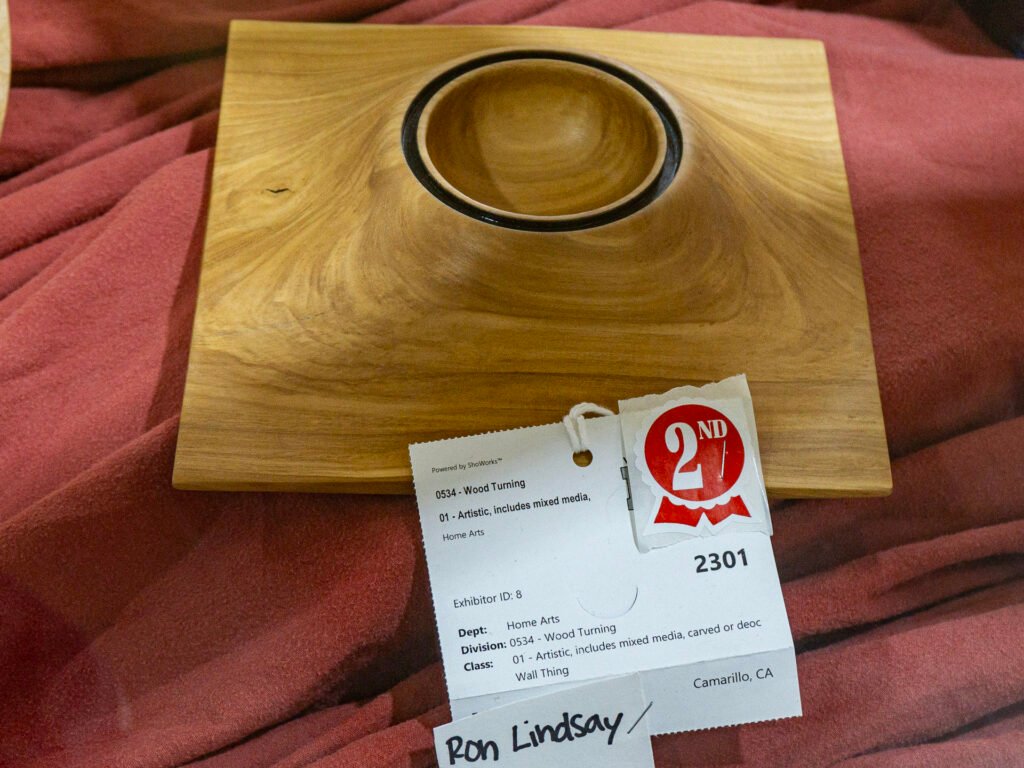 Powered by ShoWorks™
0534 - Wood Turning
01 - Artistic, includes mixed media,
Home Arts
2ND
2301
Exhibitor ID: 8
Dept: Home Arts
Division: 0534 - Wood Turning
Class: 01 - Artistic, includes mixed media, carved or deoc
Wall Thing
Camarillo, CA
Ron Lindsay